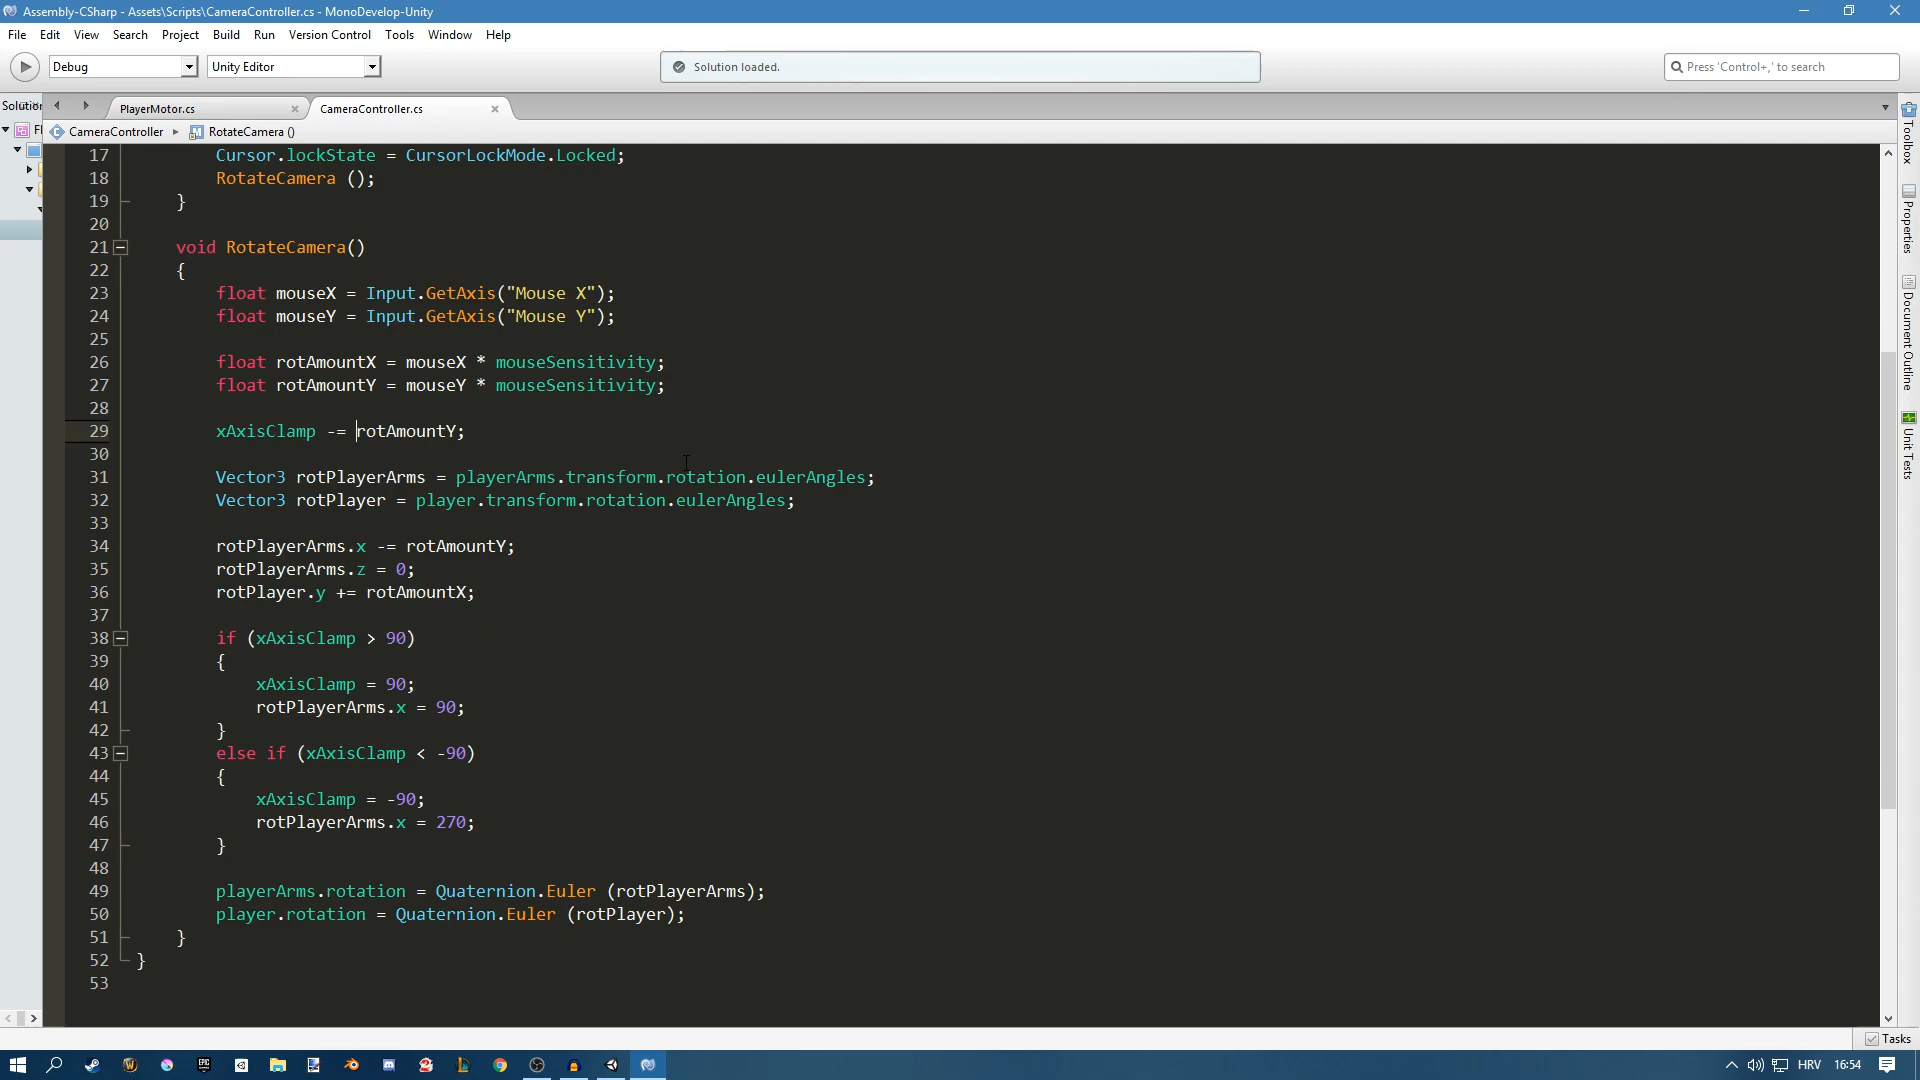 Assembly-CSharp - Assets\Scripts\CameraController.cs - MonoDevelop-Unity
File Edit View Search Project Build Run Version Control Tools Window Help
Debug Unity Editor Solution loaded. Press 'Control+,' to search
Solution PlayerMotor.cs CameraController.cs
CameraController RotateCamera ()
17 Cursor.lockState = CursorLockMode.Locked;
18 RotateCamera ();
19 }
20
21 void RotateCamera()
22 {
23 float mouseX = Input.GetAxis("Mouse X");
24 float mouseY = Input.GetAxis("Mouse Y");
25
26 float rotAmountX = mouseX * mouseSensitivity;
27 float rotAmountY = mouseY * mouseSensitivity;
28
29 xAxisClamp -= rotAmountY;
30
31 Vector3 rotPlayerArms = playerArms.transform.rotation.eulerAngles;
32 Vector3 rotPlayer = player.transform.rotation.eulerAngles;
33
34 rotPlayerArms.x -= rotAmountY;
35 rotPlayerArms.z = 0;
36 rotPlayer.y += rotAmountX;
37
38 if (xAxisClamp > 90)
39 {
40 xAxisClamp = 90;
41 rotPlayerArms.x = 90;
42 }
43 else if (xAxisClamp < -90)
44 {
45 xAxisClamp = -90;
46 rotPlayerArms.x = 270;
47 }
48
49 playerArms.rotation = Quaternion.Euler (rotPlayerArms);
50 player.rotation = Quaternion.Euler (rotPlayer);
51 }
52 }
53
Toolbox
Properties
Document Outline
Unit Tests
Tasks
HRV 16:54